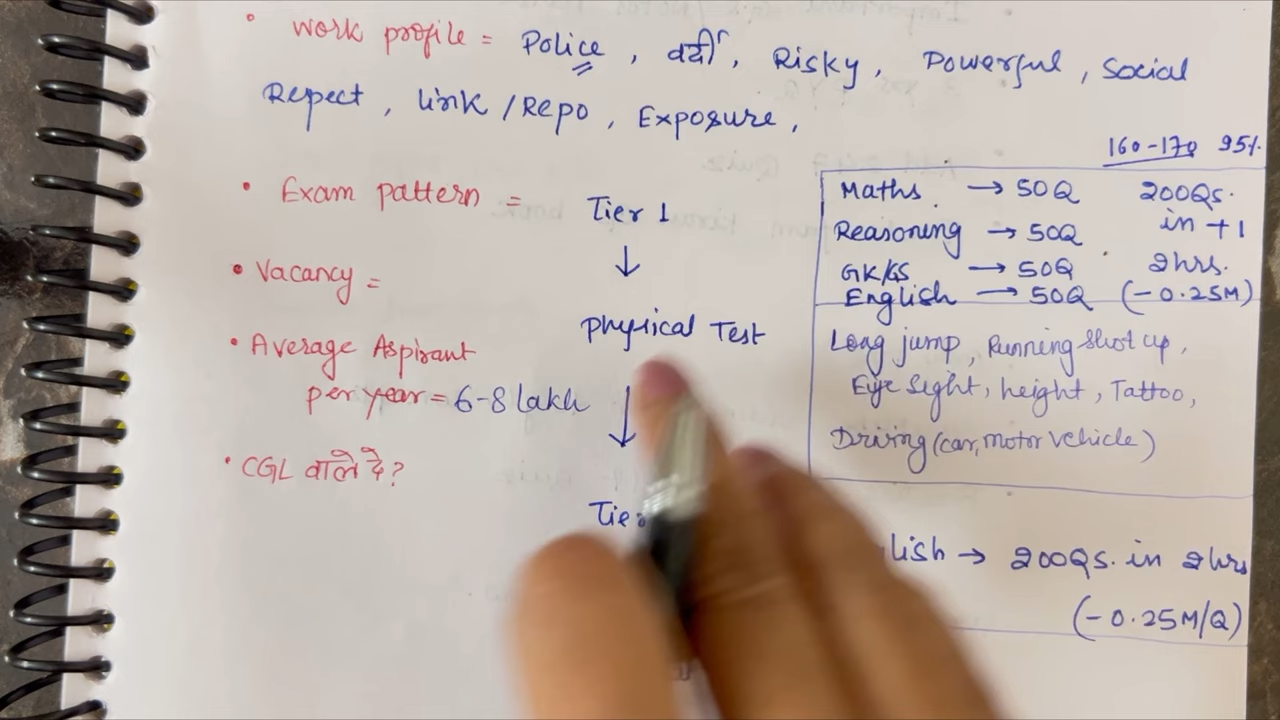 • Work profile = Police, वर्दी, Risky, Powerful, Social
Repect, link/Repo, Exposure,
160-170 95%
• Exam pattern = Tier 1
↓
Physical Test
↓
Tie
Maths → 50Q 200Qs.
Reasoning → 50Q in +1
GK/GS → 50Q 2hrs.
English → 50Q (-0.25M)
Long jump, Running Shot up,
Eye Sight, height, Tattoo,
Driving (car, motor vehicle)
lish → 200Qs. in 2hrs
(-0.25M/Q)
• Vacancy =
• Average Aspirant
per year = 6-8 lakh
• CGL वाले दे?